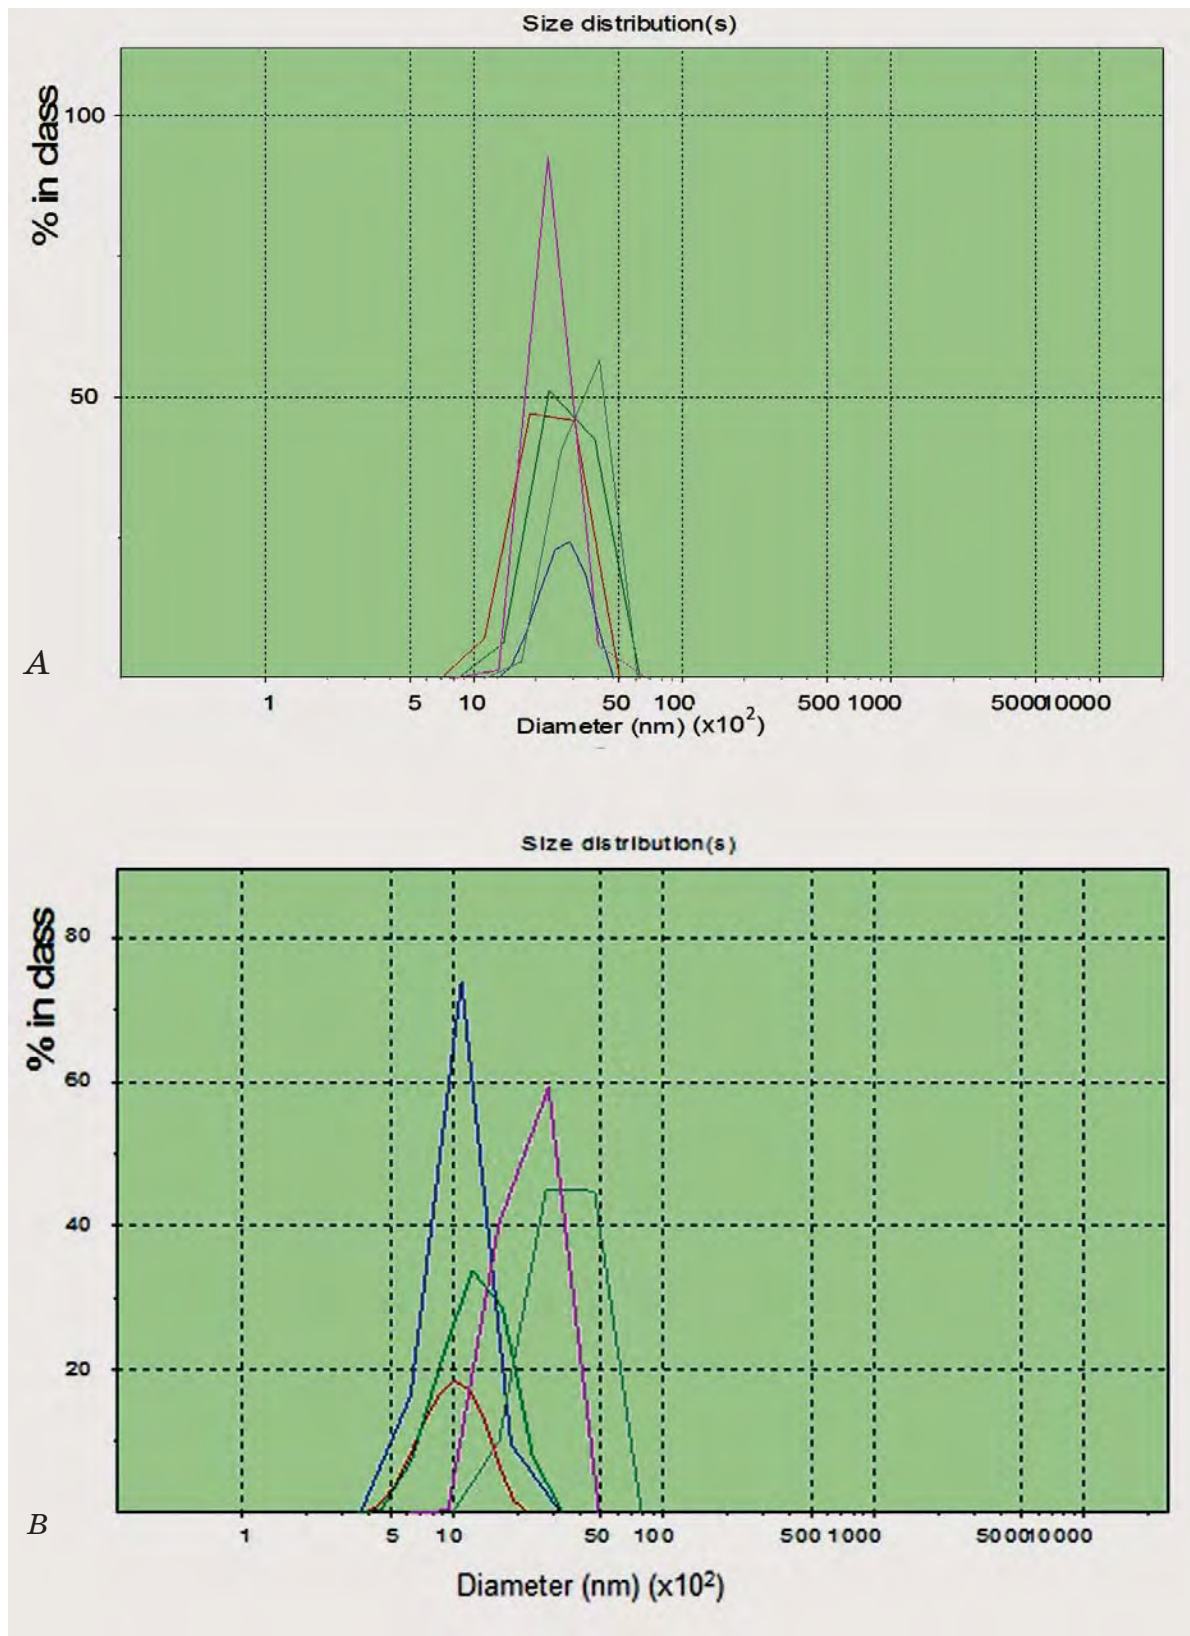 Size distribution(s)
% in class
100
50
A
1 5 10 50 100 500 1000 5000 10000
Diameter (nm) (x10²)
Size distribution(s)
% in class
80
60
40
20
B
1 5 10 50 100 500 1000 5000 10000
Diameter (nm) (x10²)